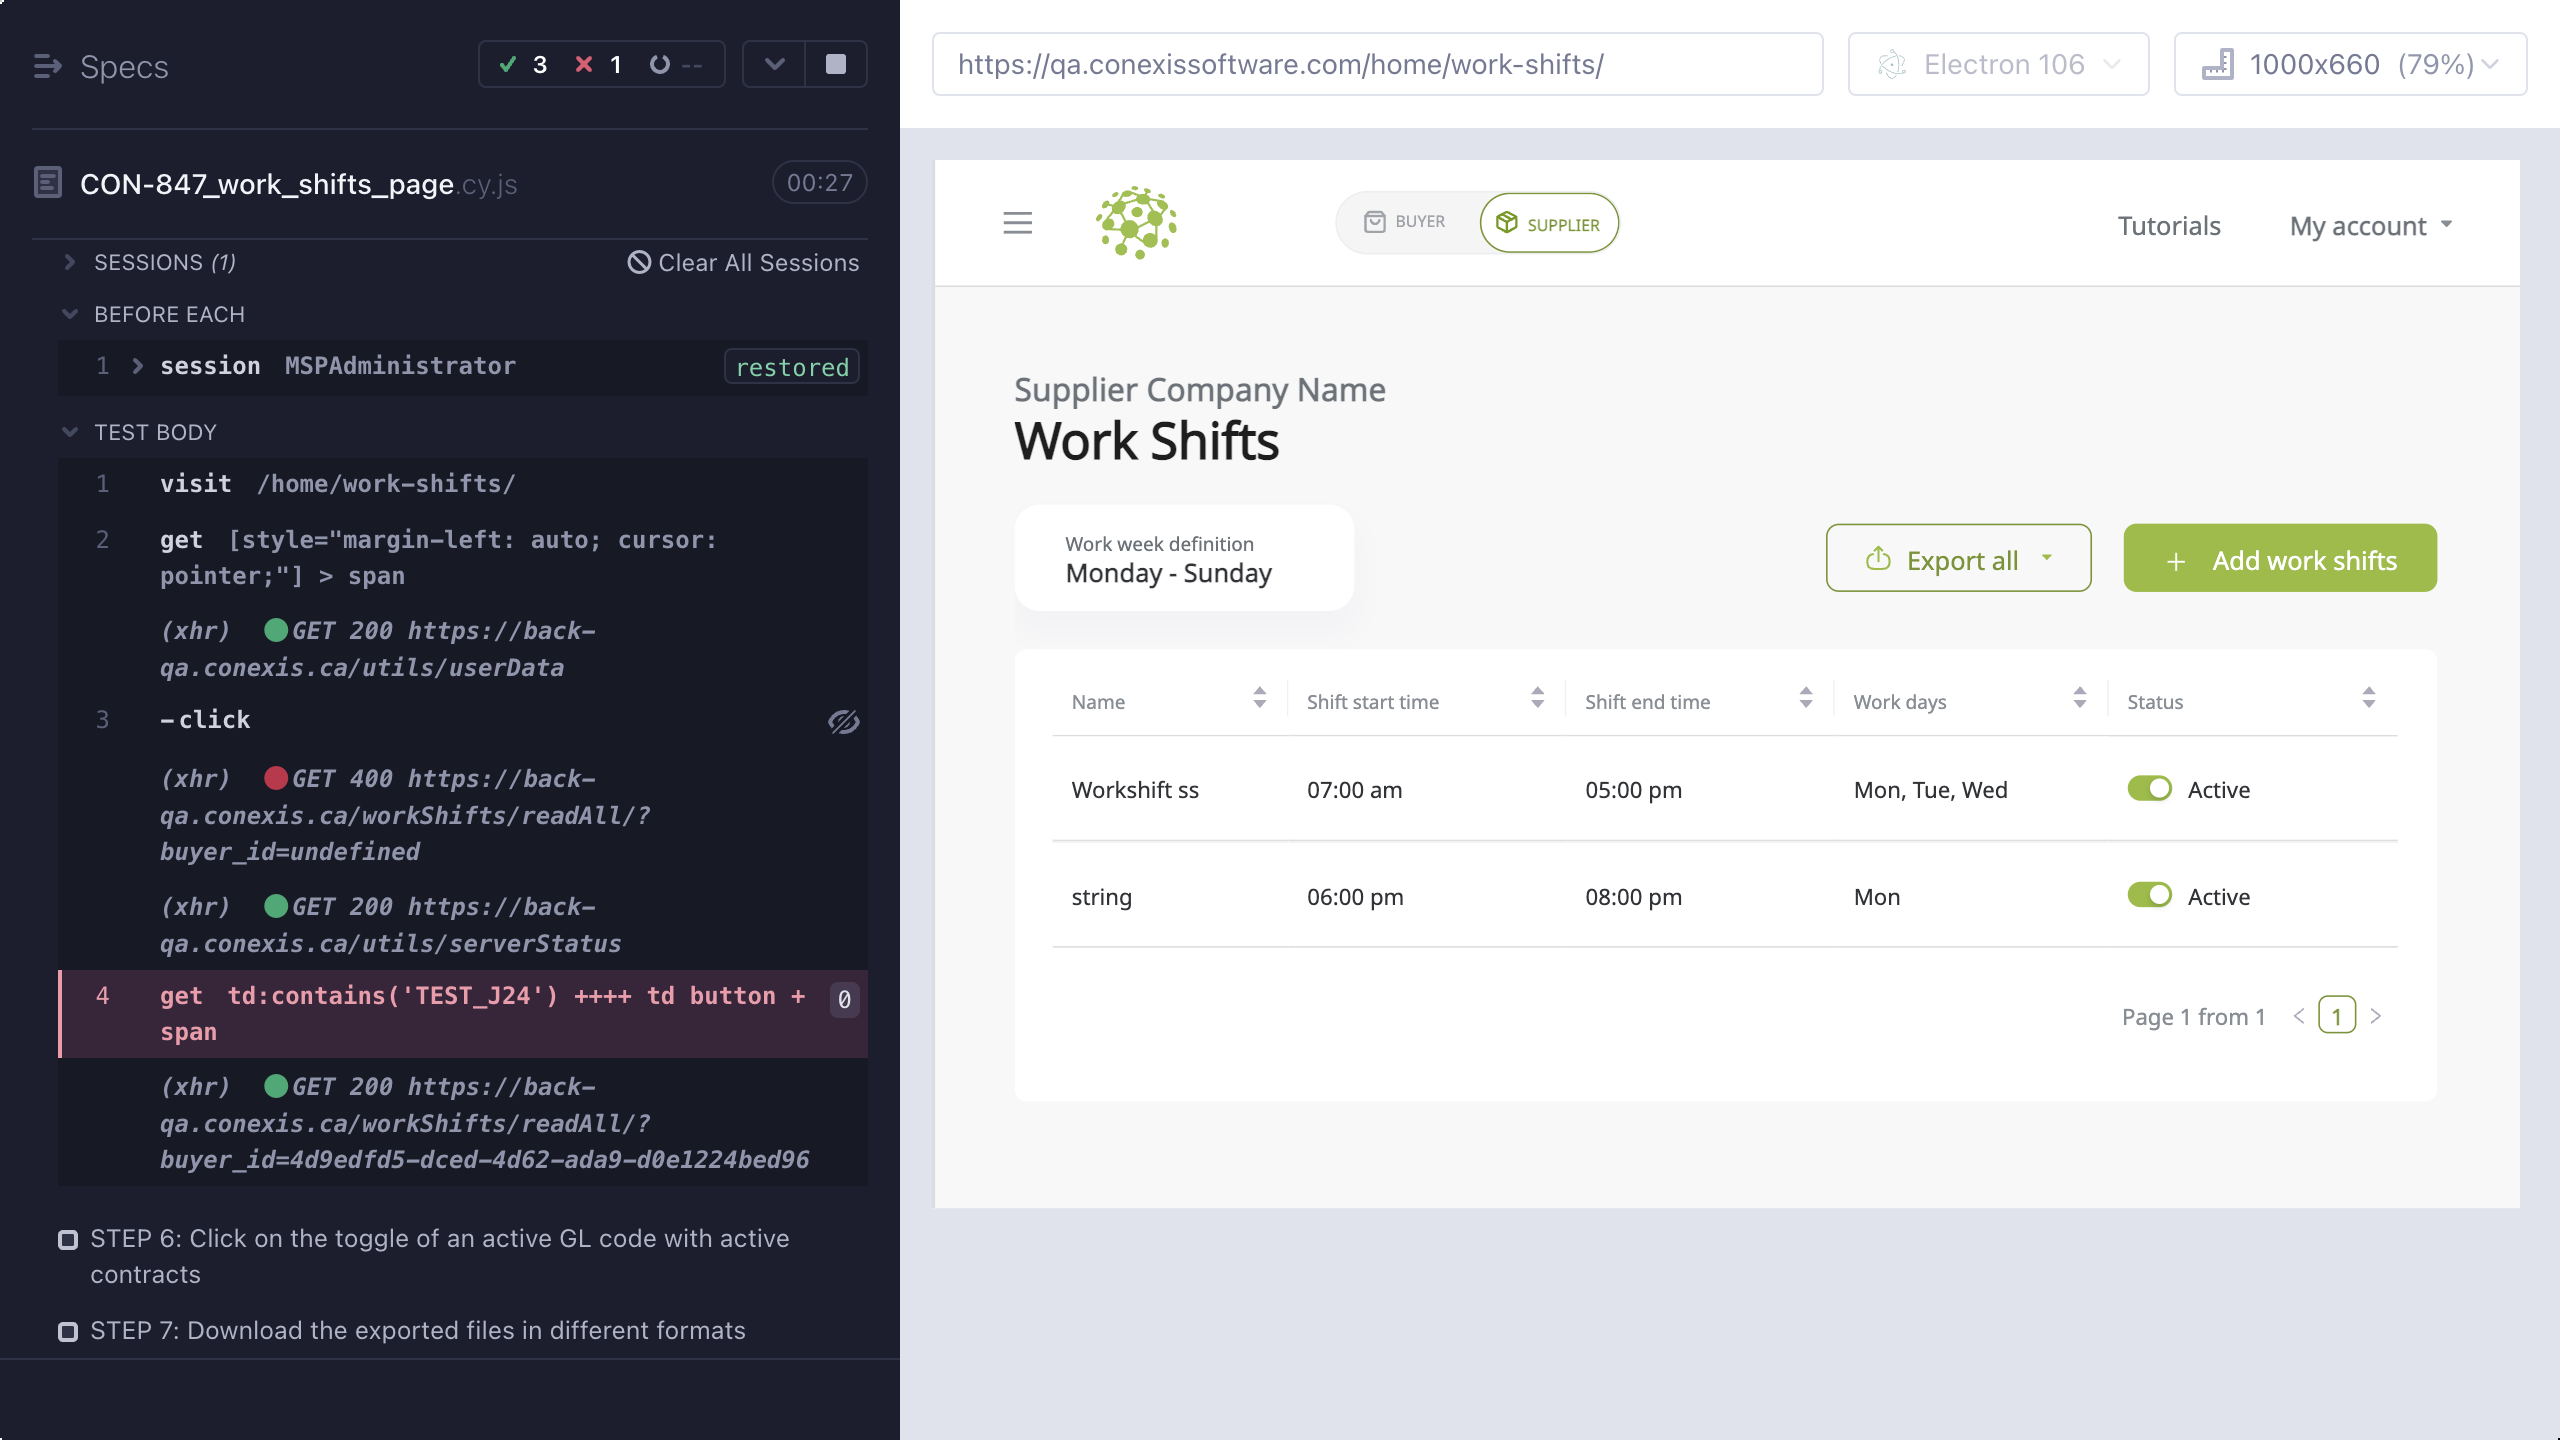 Specs
3 1 --
CON-847_work_shifts_page.cy.js
00:27
SESSIONS (1)
Clear All Sessions
BEFORE EACH
1 session MSPAdministrator restored
TEST BODY
1 visit /home/work-shifts/
2 get [style="margin-left: auto; cursor:
pointer;"] > span
(xhr) GET 200 https://back-
qa.conexis.ca/utils/userData
3 -click
(xhr) GET 400 https://back-
qa.conexis.ca/workShifts/readAll/?
buyer_id=undefined
(xhr) GET 200 https://back-
qa.conexis.ca/utils/serverStatus
4 get td:contains('TEST_J24') ++++ td button + 0
span
(xhr) GET 200 https://back-
qa.conexis.ca/workShifts/readAll/?
buyer_id=4d9edfd5-dced-4d62-ada9-d0e1224bed96
STEP 6: Click on the toggle of an active GL code with active
contracts
STEP 7: Download the exported files in different formats
https://qa.conexissoftware.com/home/work-shifts/
Electron 106
1000x660 (79%)
BUYER
SUPPLIER
Tutorials
My account
Supplier Company Name
Work Shifts
Work week definition
Monday - Sunday
Export all
+ Add work shifts
Name Shift start time Shift end time Work days Status
Workshift ss 07:00 am 05:00 pm Mon, Tue, Wed Active
string 06:00 pm 08:00 pm Mon Active
Page 1 from 1 < 1 >